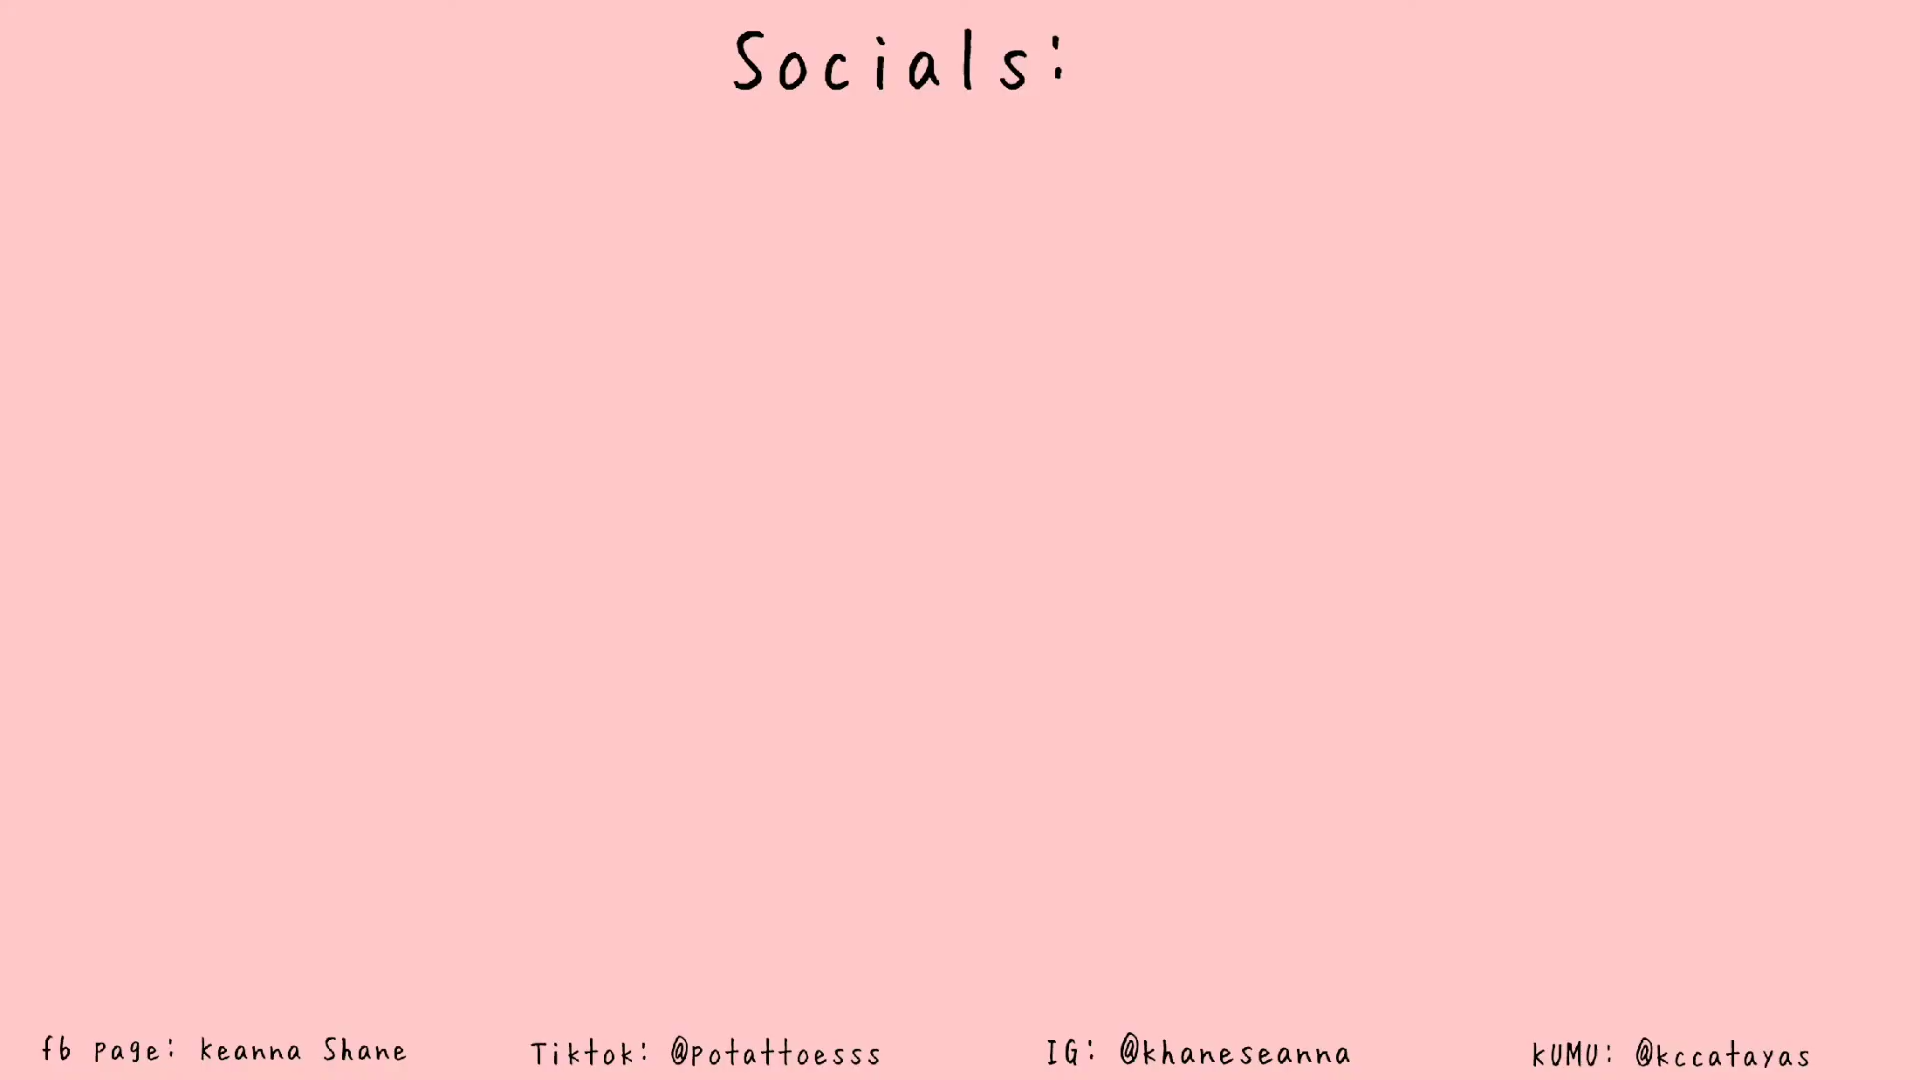 Socials:
fb page: keanna Shane
Tiktok: @potattoesss
IG: @khaneseanna
kUMU: @kccatayas